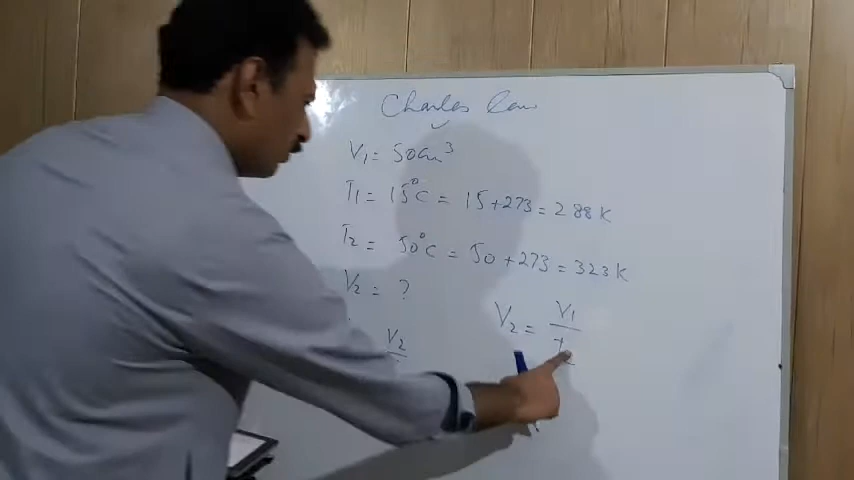 Charles law
V₁ = 50cm³
T₁ = 15°C = 15+273 = 288 K
T₂ = 50°C = 50 +273 = 323 K
V₂ = ?
V₂
V₂ = V₁